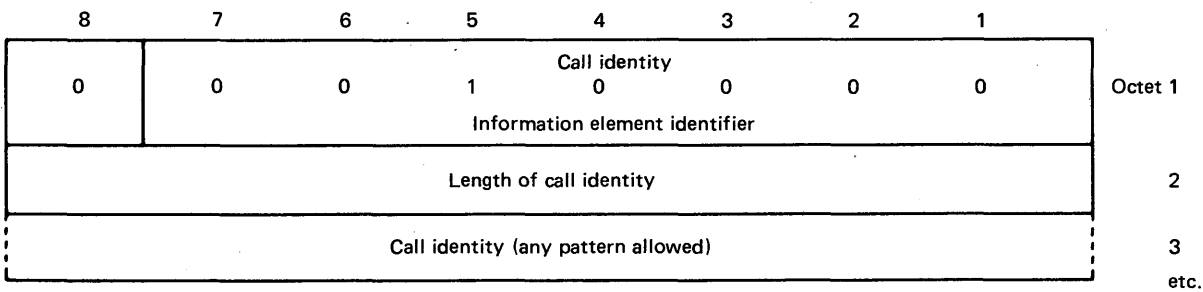 8 7 6 5 4 3 2 1
Call identity
0 0 0 1 0 0 0 0 Octet 1
Information element identifier
Length of call identity 2
Call identity (any pattern allowed) 3
etc.